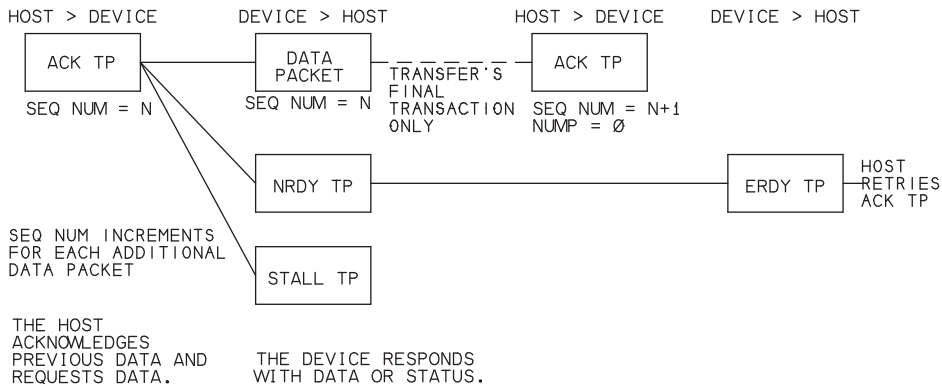 HOST > DEVICE
DEVICE > HOST
HOST > DEVICE
DEVICE > HOST
ACK TP
DATA
PACKET
ACK TP
SEQ NUM = N
SEQ NUM = N
TRANSFER'S
FINAL
TRANSACTION
ONLY
SEQ NUM = N+1
NUMP = Ø
NRDY TP
ERDY TP
HOST
RETRIES
ACK TP
SEQ NUM INCREMENTS
FOR EACH ADDITIONAL
DATA PACKET
STALL TP
THE HOST
ACKNOWLEDGES
PREVIOUS DATA AND
REQUESTS DATA.
THE DEVICE RESPONDS
WITH DATA OR STATUS.